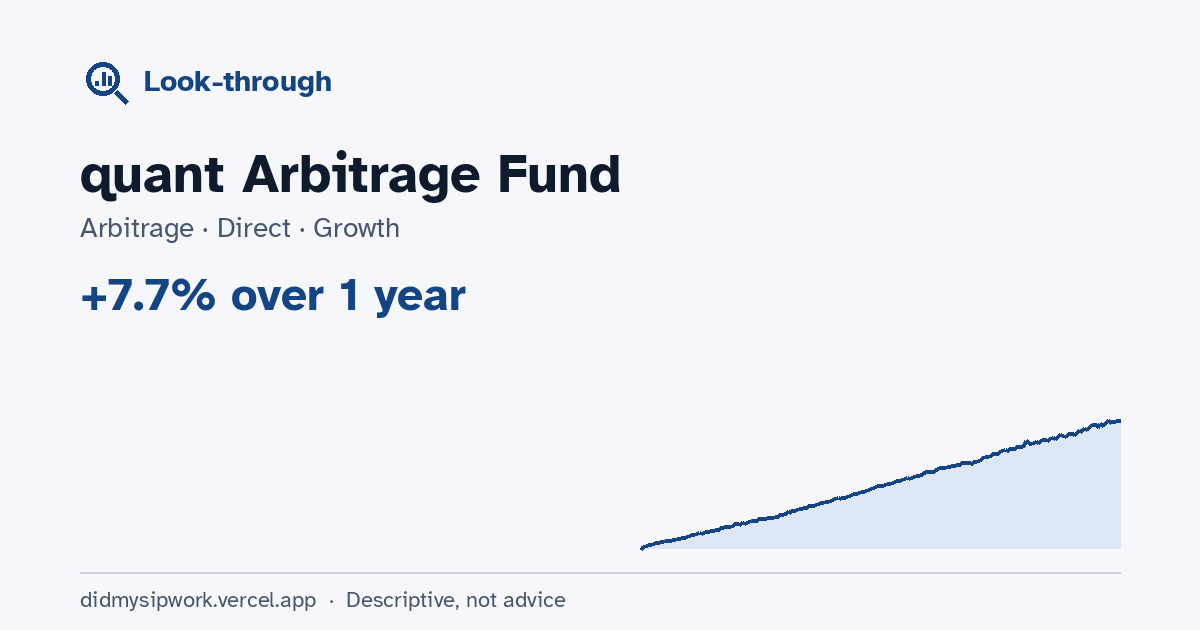 Look-through
quant Arbitrage Fund
Arbitrage · Direct · Growth
+7.7% over 1 year
didmysipwork.vercel.app · Descriptive, not advice